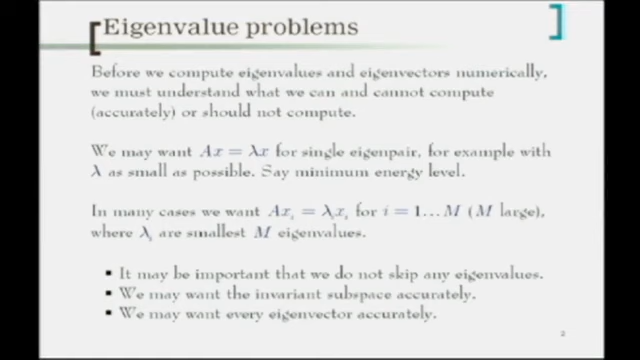 Eigenvalue problems
Before we compute eigenvalues and eigenvectors numerically,
we must understand what we can and cannot compute
(accurately) or should not compute.
We may want Ax = λx for single eigenpair, for example with
λ as small as possible. Say minimum energy level.
In many cases we want Axᵢ = λᵢxᵢ for i = 1…M (M large),
where λᵢ are smallest M eigenvalues.
▪ It may be important that we do not skip any eigenvalues.
▪ We may want the invariant subspace accurately.
▪ We may want every eigenvector accurately.
2